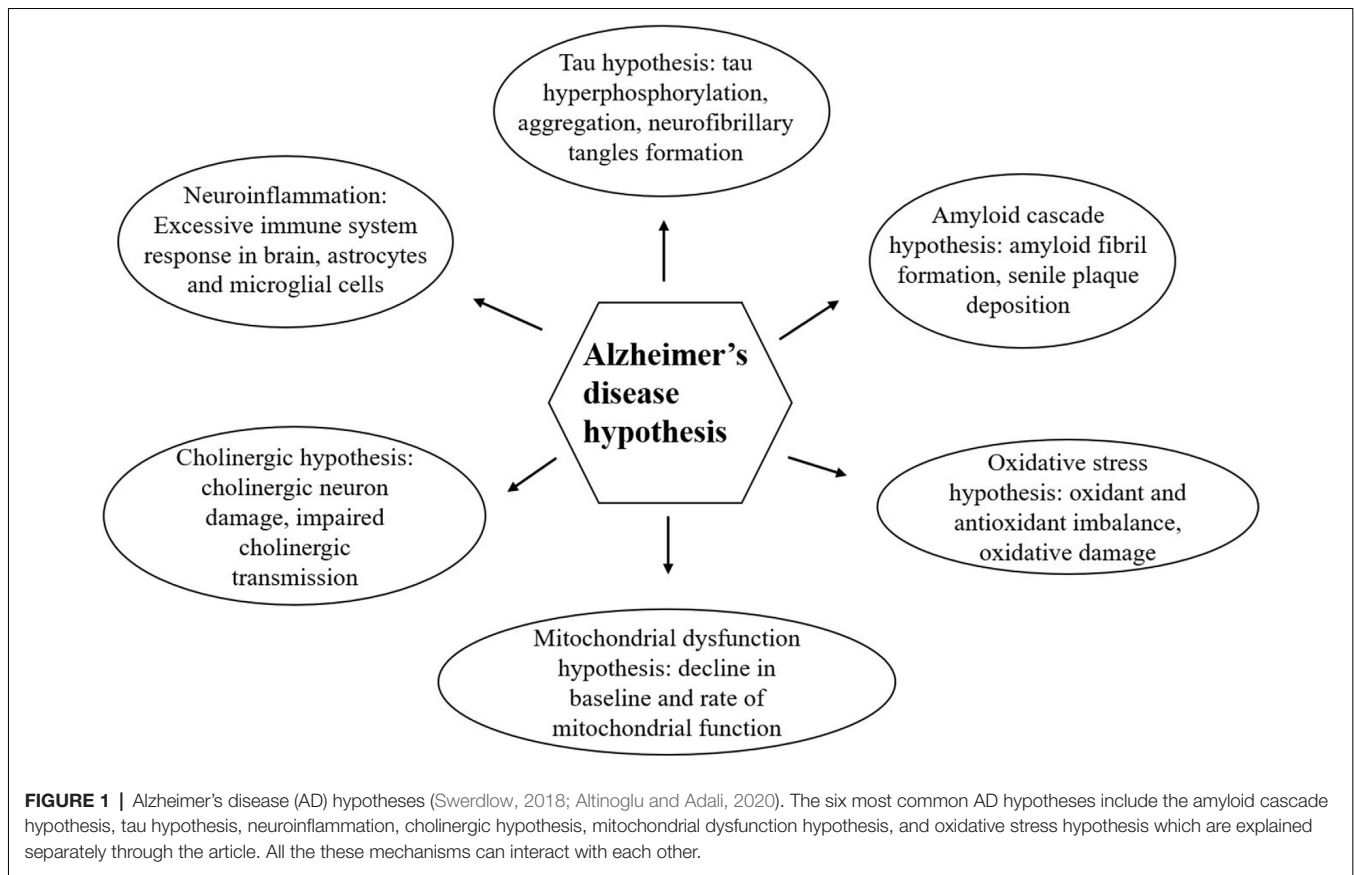 Tau hypothesis: tau
hyperphosphorylation,
aggregation, neurofibrillary
tangles formation
Neuroinflammation:
Excessive immune system
response in brain, astrocytes
and microglial cells
Amyloid cascade
hypothesis: amyloid fibril
formation, senile plaque
deposition
Alzheimer’s
disease
hypothesis
Cholinergic hypothesis:
cholinergic neuron
damage, impaired
cholinergic
transmission
Oxidative stress
hypothesis: oxidant and
antioxidant imbalance,
oxidative damage
Mitochondrial dysfunction
hypothesis: decline in
baseline and rate of
mitochondrial function
FIGURE 1 | Alzheimer’s disease (AD) hypotheses (Swerdlow, 2018; Altinoglu and Adali, 2020). The six most common AD hypotheses include the amyloid cascade
hypothesis, tau hypothesis, neuroinflammation, cholinergic hypothesis, mitochondrial dysfunction hypothesis, and oxidative stress hypothesis which are explained
separately through the article. All the these mechanisms can interact with each other.